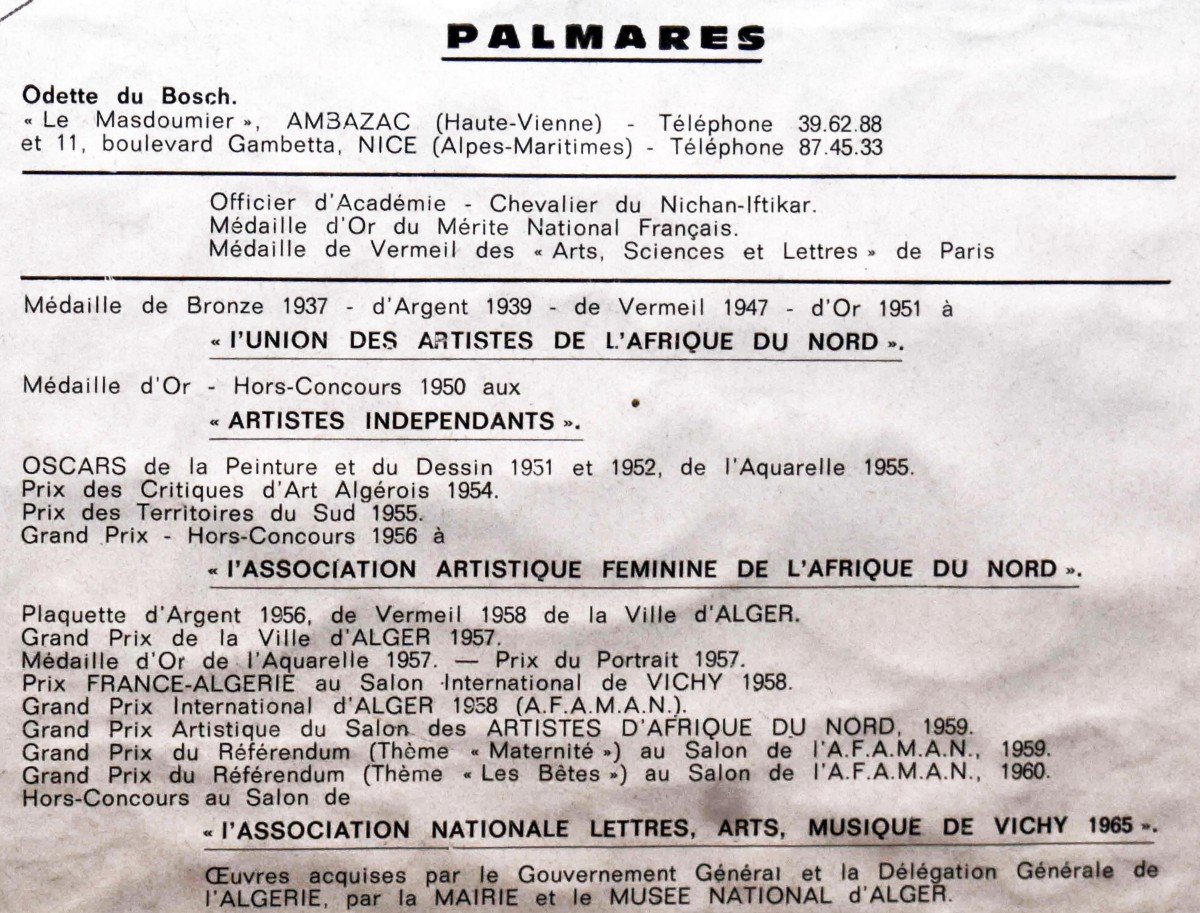 PALMARES
Odette du Bosch.
« Le Masdoumier », AMBAZAC (Haute-Vienne) - Téléphone 39.62.88
et 11, boulevard Gambetta, NICE (Alpes-Maritimes) - Téléphone 87.45.33
Officier d'Académie - Chevalier du Nichan-Iftikar.
Médaille d'Or du Mérite National Français.
Médaille de Vermeil des « Arts, Sciences et Lettres » de Paris
Médaille de Bronze 1937 - d'Argent 1939 - de Vermeil 1947 - d'Or 1951 à
« l'UNION DES ARTISTES DE L'AFRIQUE DU NORD ».
Médaille d'Or - Hors-Concours 1950 aux
« ARTISTES INDEPENDANTS ».
OSCARS de la Peinture et du Dessin 1951 et 1952, de l'Aquarelle 1955.
Prix des Critiques d'Art Algérois 1954.
Prix des Territoires du Sud 1955.
Grand Prix - Hors-Concours 1956 à
« l'ASSOCIATION ARTISTIQUE FEMININE DE L'AFRIQUE DU NORD ».
Plaquette d'Argent 1956, de Vermeil 1958 de la Ville d'ALGER.
Grand Prix de la Ville d'ALGER 1957.
Médaille d'Or de l'Aquarelle 1957. — Prix du Portrait 1957.
Prix FRANCE-ALGERIE au Salon International de VICHY 1958.
Grand Prix International d'ALGER 1958 (A.F.A.M.A.N.).
Grand Prix Artistique du Salon des ARTISTES D'AFRIQUE DU NORD, 1959.
Grand Prix du Référendum (Thème « Maternité ») au Salon de l'A.F.A.M.A.N., 1959.
Grand Prix du Référendum (Thème « Les Bêtes ») au Salon de l'A.F.A.M.A.N., 1960.
Hors-Concours au Salon de
« l'ASSOCIATION NATIONALE LETTRES, ARTS, MUSIQUE DE VICHY 1965 ».
Œuvres acquises par le Gouvernement Général et la Délégation Générale de
l'ALGERIE, par la MAIRIE et le MUSEE NATIONAL d'ALGER.